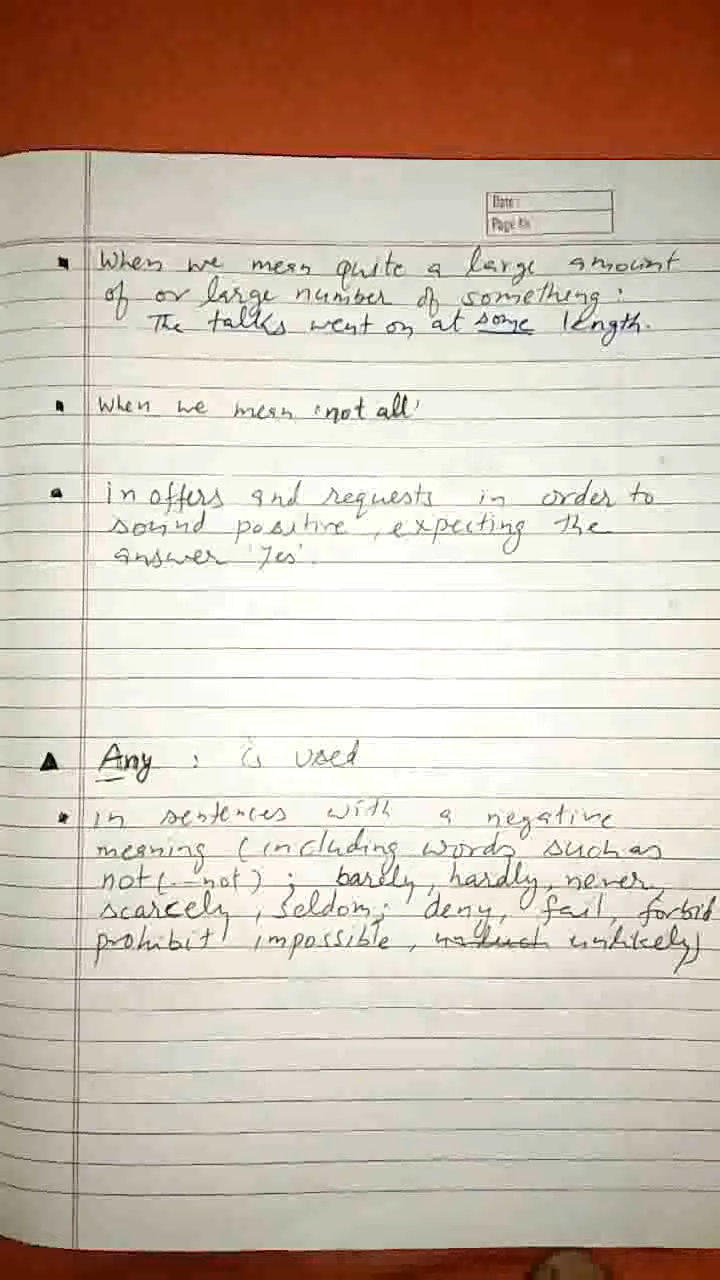 Date :
Page No
▪ When we mean quite a large amount
of or large number of something:
The talks went on at some length.
▪ When we mean 'not all'
▪ in offers and requests in order to
sound positive, expecting the
answer 'Yes'.
▲ Any : is used
▪ in sentences with a negative
meaning (including words such as
not (--not) ; barely, hardly, never,
scarcely, seldom; deny, fail, forbid
prohibit impossible, unlikely)